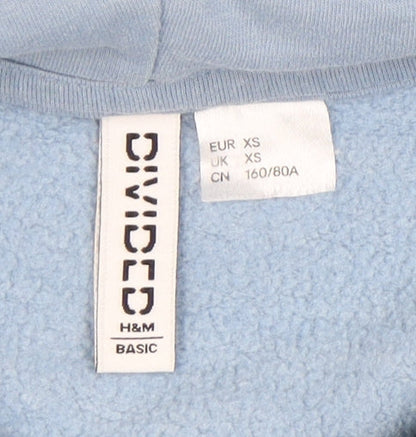 DIVIDED
H&M
BASIC
EUR XS
UK XS
CN 160/80A